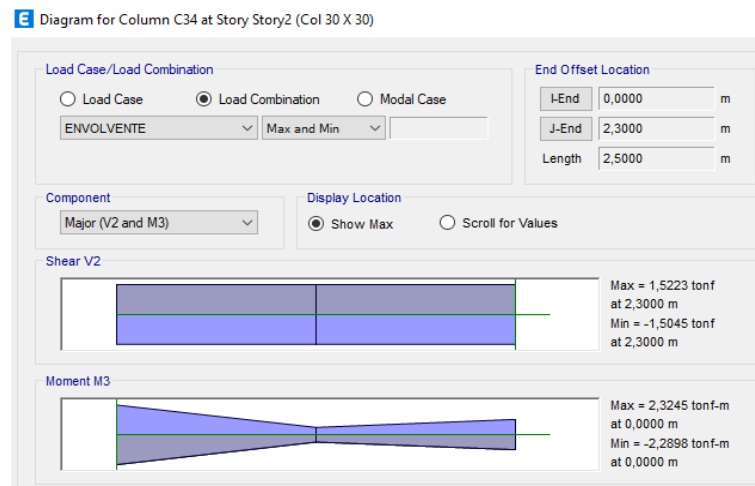 E Diagram for Column C34 at Story Story2 (Col 30 X 30)
Load Case/Load Combination
Load Case Load Combination Modal Case
ENVOLVENTE Max and Min
End Offset Location
I-End 0,0000 m
J-End 2,3000 m
Length 2,5000 m
Component
Major (V2 and M3)
Display Location
Show Max Scroll for Values
Shear V2
Max = 1,5223 tonf
at 2,3000 m
Min = -1,5045 tonf
at 2,3000 m
Moment M3
Max = 2,3245 tonf-m
at 0,0000 m
Min = -2,2898 tonf-m
at 0,0000 m